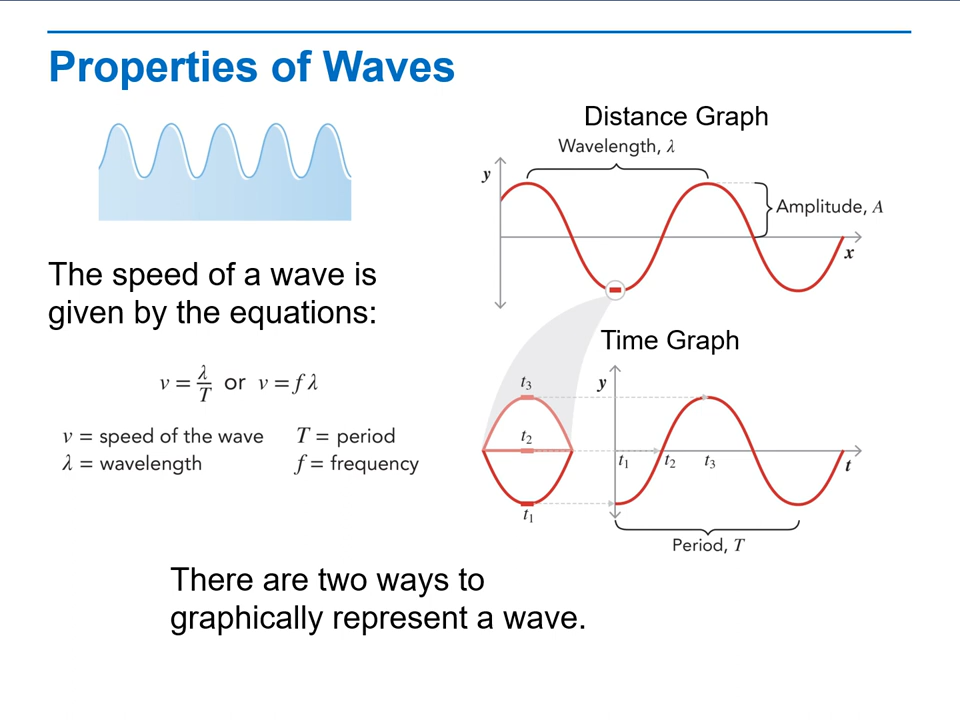 Properties of Waves
Distance Graph
Wavelength, λ
y
Amplitude, A
x
The speed of a wave is
given by the equations:
v = λ/T or v = f λ
v = speed of the wave T = period
λ = wavelength f = frequency
Time Graph
t₃
y
t₂
t₁ t₂ t₃
t
t₁
Period, T
There are two ways to
graphically represent a wave.